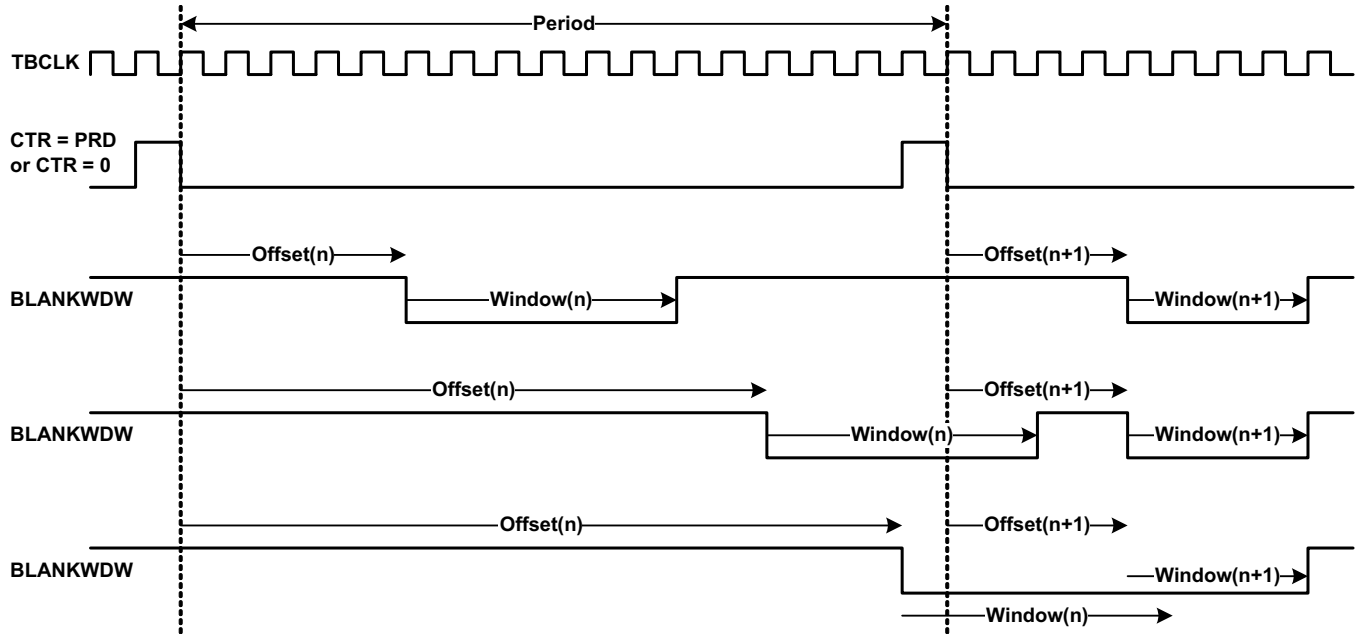 Period
TBCLK
CTR = PRD
or CTR = 0
Offset(n)
Offset(n+1)
BLANKWDW
Window(n)
Window(n+1)
Offset(n)
Offset(n+1)
BLANKWDW
Window(n)
Window(n+1)
Offset(n)
Offset(n+1)
BLANKWDW
Window(n+1)
Window(n)